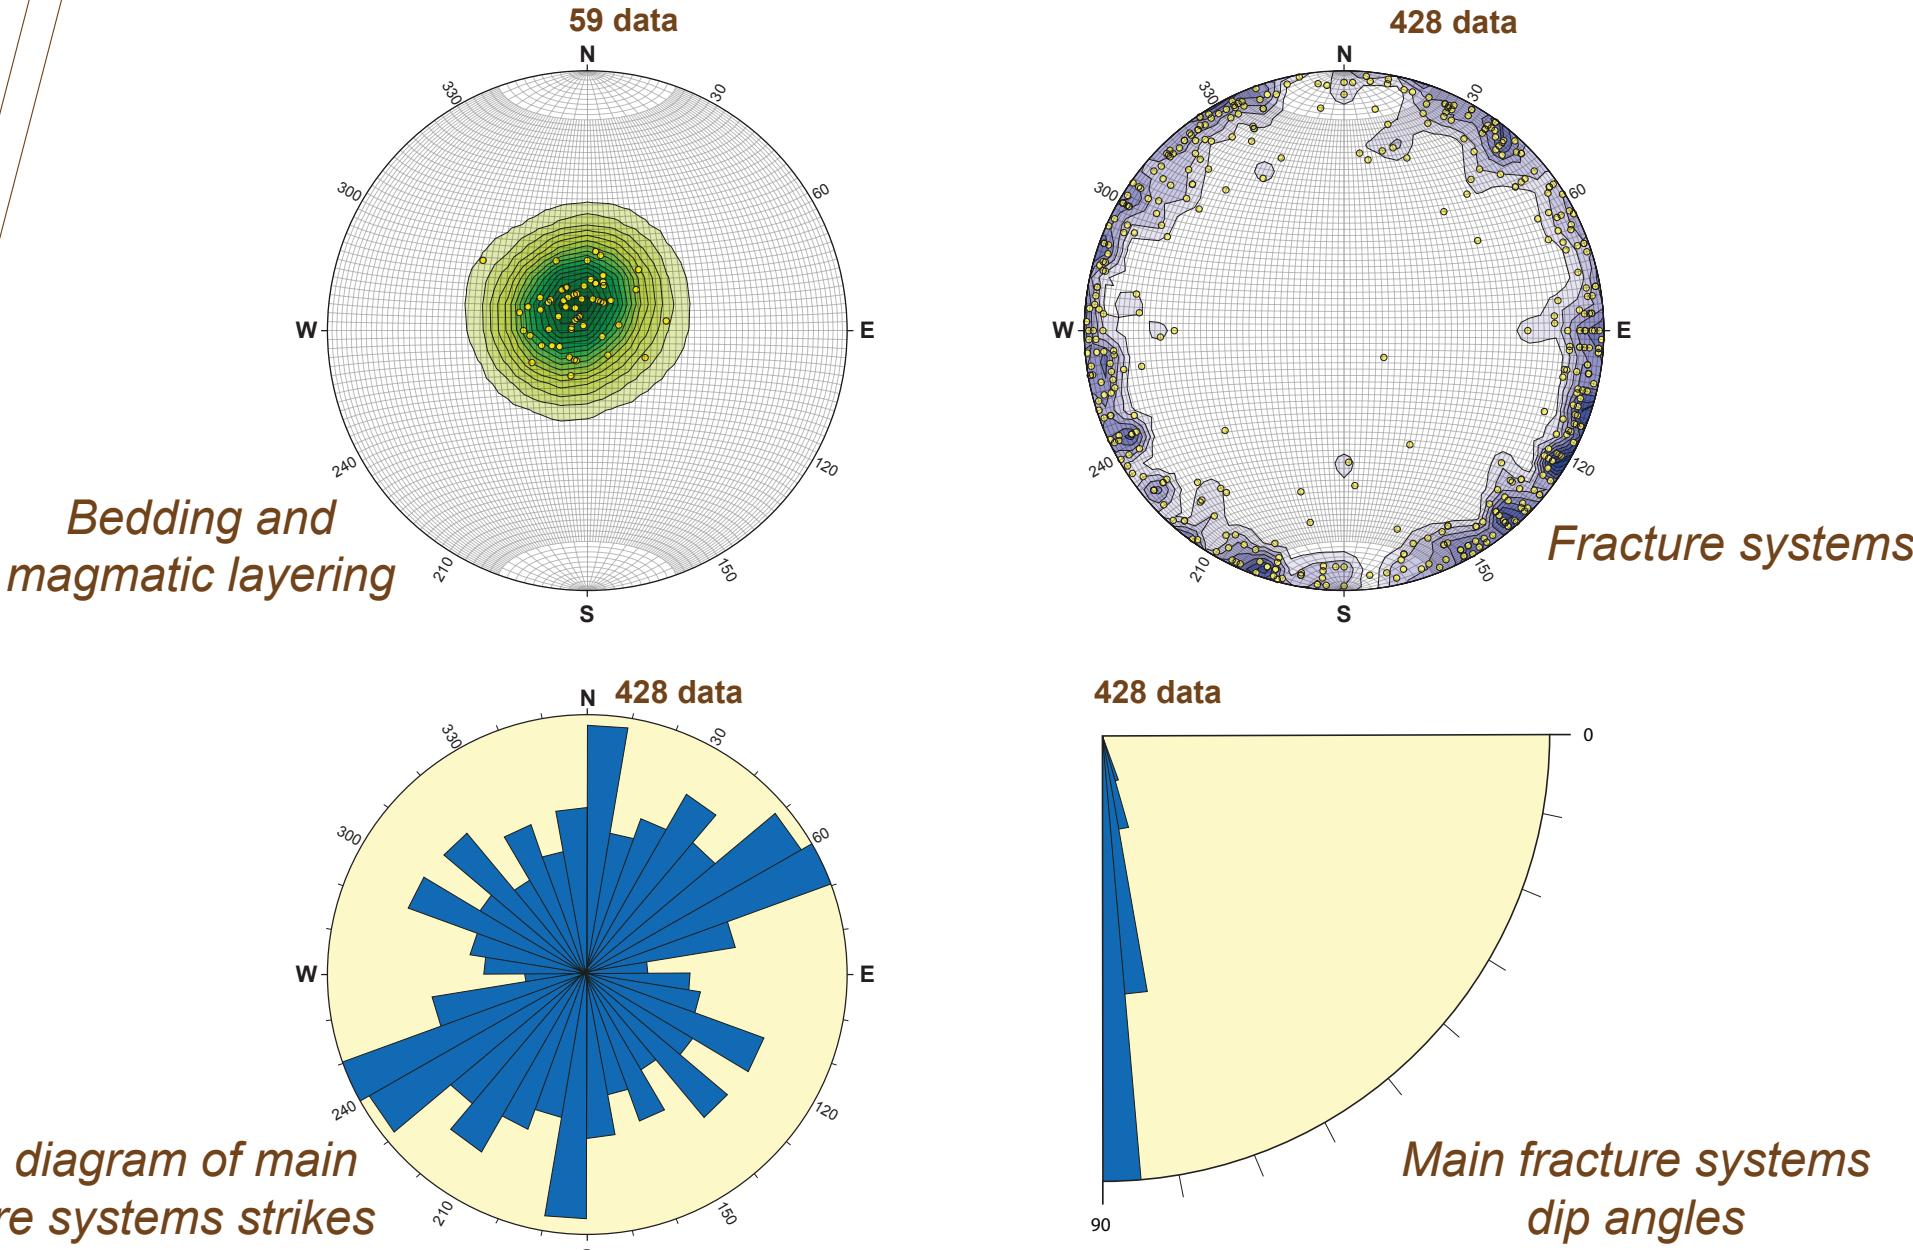 59 data
N
330
30
300
60
W
E
240
120
210
150
S
Bedding and
magmatic layering
428 data
N
330
30
300
60
W
E
240
120
210
150
S
Fracture systems
428 data
N
330
30
300
60
W
E
240
120
210
150
diagram of main
re systems strikes
428 data
0
90
Main fracture systems
dip angles